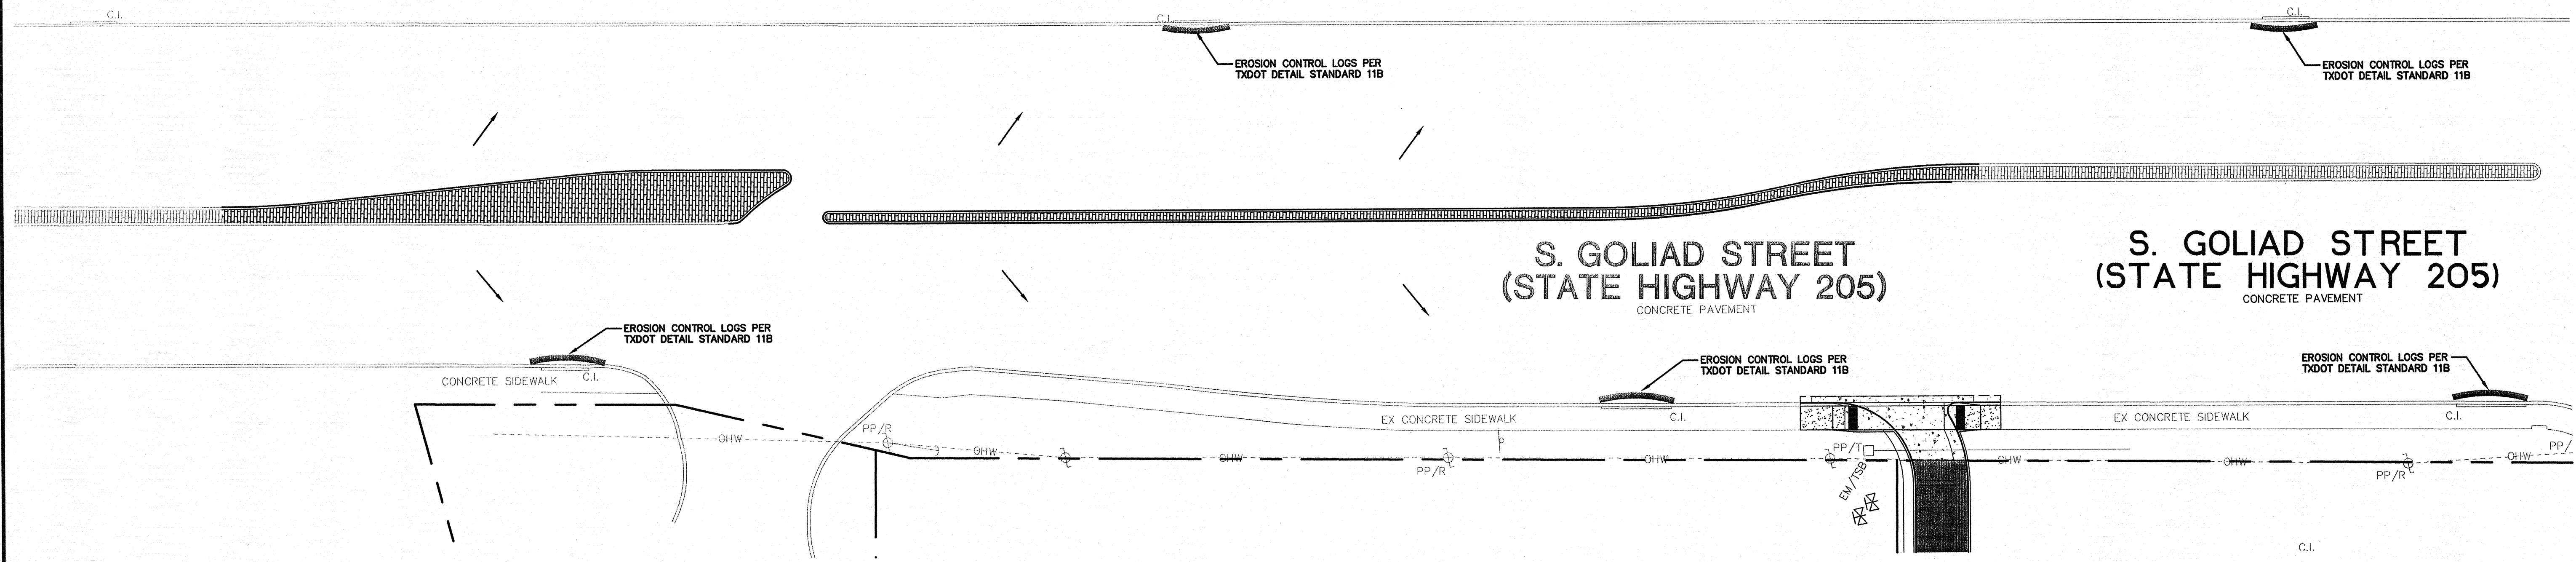 C.I.
C.I.
C.I.
EROSION CONTROL LOGS PER
TXDOT DETAIL STANDARD 11B
EROSION CONTROL LOGS PER
TXDOT DETAIL STANDARD 11B
S. GOLIAD STREET
(STATE HIGHWAY 205)
CONCRETE PAVEMENT
S. GOLIAD STREET
(STATE HIGHWAY 205)
CONCRETE PAVEMENT
EROSION CONTROL LOGS PER
TXDOT DETAIL STANDARD 11B
EROSION CONTROL LOGS PER
TXDOT DETAIL STANDARD 11B
EROSION CONTROL LOGS PER
TXDOT DETAIL STANDARD 11B
CONCRETE SIDEWALK
C.I.
EX CONCRETE SIDEWALK
C.I.
EX CONCRETE SIDEWALK
C.I.
OHW
PP/R
OHW
OHW
PP/R
OHW
PP/T
EM/TSB
OHW
OHW
PP/R
OHW
PP/
C.I.